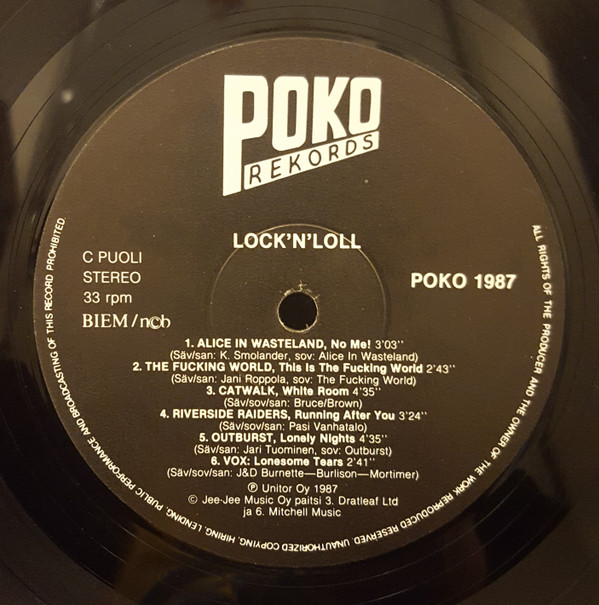 POKO
REKORDS
LOCK'N'LOLL
C PUOLI
STEREO
33 rpm
BIEM/n©b
POKO 1987
1. ALICE IN WASTELAND, No Me! 3'03''
(Säv/san: K. Smolander, sov: Alice In Wasteland)
2. THE FUCKING WORLD, This Is The Fucking World 2'43''
(Säv/san: Jani Roppola, sov: The Fucking World)
3. CATWALK, White Room 4'35''
(Säv/sov/san: Bruce/Brown)
4. RIVERSIDE RAIDERS, Running After You 3'24''
(Säv/sov/san: Pasi Vanhatalo)
5. OUTBURST, Lonely Nights 4'35''
(Säv/san: Jari Tuominen, sov: Outburst)
6. VOX: Lonesome Tears 2'41''
(Säv/sov/san: J&D Burnette—Burlison—Mortimer)
℗ Unitor Oy 1987
© Jee-Jee Music Oy paitsi 3. Dratleaf Ltd
ja 6. Mitchell Music
ALL RIGHTS OF THE PRODUCER AND THE OWNER OF THE WORK REPRODUCED RESERVED. UNAUTHORIZED COPYING, HIRING, LENDING, PUBLIC PERFORMANCE AND BROADCASTING OF THIS RECORD PROHIBITED.